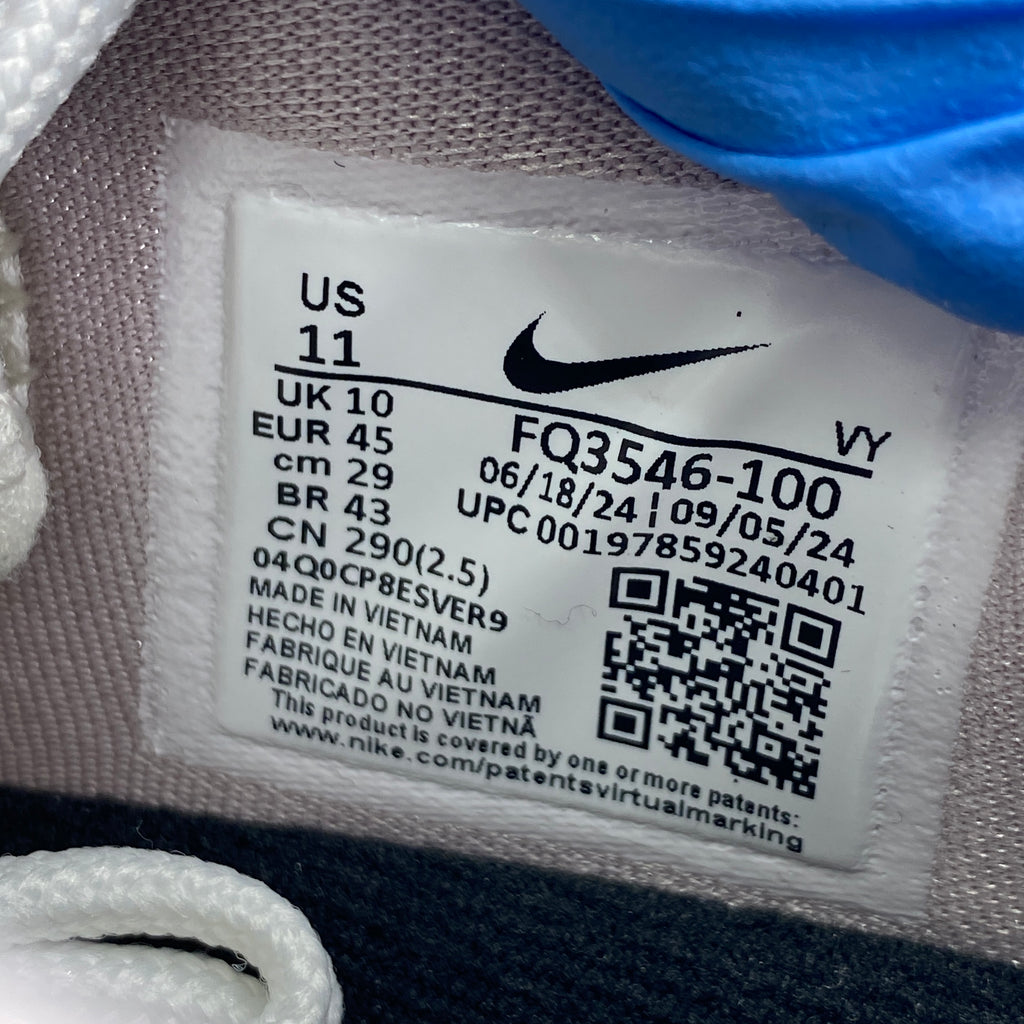 US
11
UK 10
EUR 45
cm 29
BR 43
CN 290(2.5)
VY
FQ3546-100
06/18/24 | 09/05/24
UPC 00197859240401
04Q0CP8ESVER9
MADE IN VIETNAM
HECHO EN VIETNAM
FABRIQUE AU VIETNAM
FABRICADO NO VIETNÃ
This product is covered by one or more patents:
www.nike.com/patentsvirtualmarking